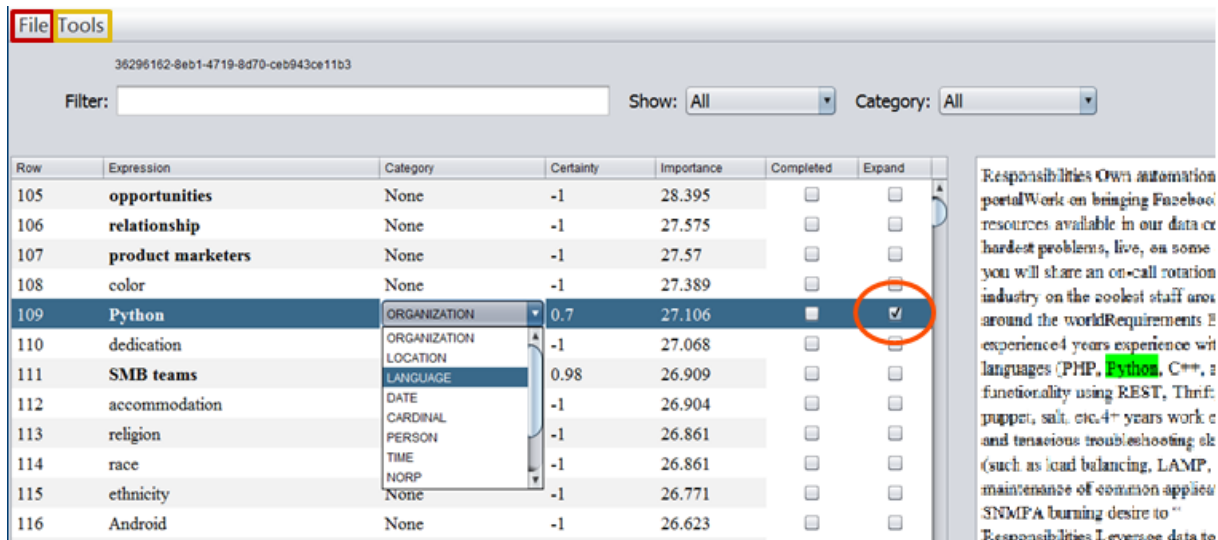 File Tools
36296162-8eb1-4719-8d70-ceb943ce11b3
Filter: Show: All Category: All
Row Expression Category Certainty Importance Completed Expand
105 opportunities None -1 28.395
106 relationship None -1 27.575
107 product marketers None -1 27.57
108 color None -1 27.389
109 Python ORGANIZATION 0.7 27.106
110 dedication -1 27.068
111 SMB teams 0.98 26.909
112 accommodation -1 26.904
113 religion -1 26.861
114 race -1 26.861
115 ethnicity None -1 26.771
116 Android None -1 26.623
ORGANIZATION
LOCATION
LANGUAGE
DATE
CARDINAL
PERSON
TIME
NORP
Responsibilities Own automation
portalWork on bringing
resources available in our data
hardest problems, live, on some
you will share an on-call rotation
industry on the coolest stuff
around the worldRequirements
experience4 years experience
languages (PHP, Python, C++,
functionality using REST, Thrift
puppet, salt, etc.4+ years work
and tenacious troubleshooting
(such as load balancing, LAMP,
maintenance of common
SNMPA burning desire to "
Responsibilities Leverage data to